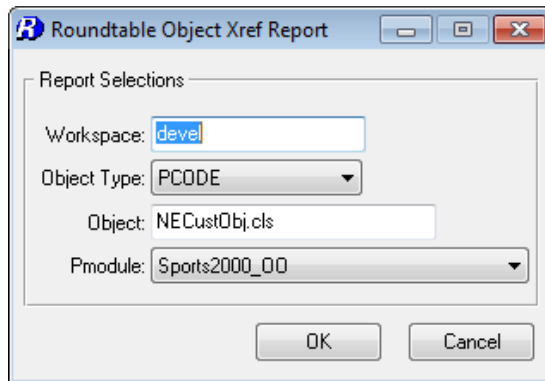 Roundtable Object Xref Report
Report Selections
Workspace: devel
Object Type: PCODE
Object: NECustObj.cls
Pmodule: Sports2000_OO
OK Cancel